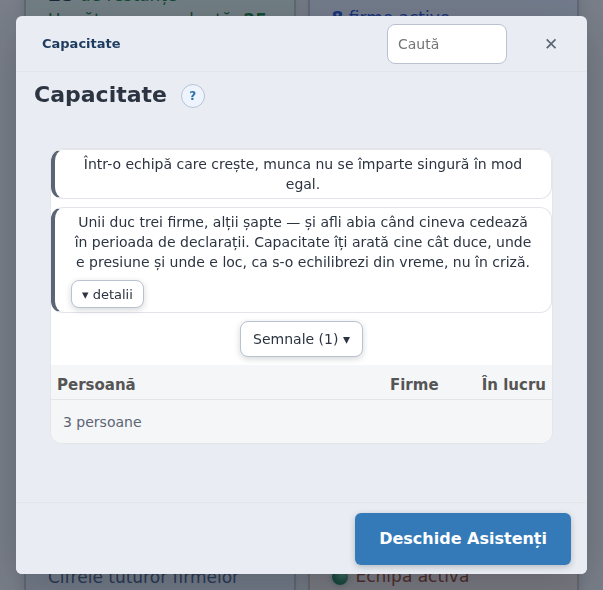 8 firme active
Capacitate
Caută
✕
Capacitate
?
Într-o echipă care crește, munca nu se împarte singură în mod
egal.
Unii duc trei firme, alții șapte — și afli abia când cineva cedează
în perioada de declarații. Capacitate îți arată cine cât duce, unde
e presiune și unde e loc, ca s-o echilibrezi din vreme, nu în criză.
▾ detalii
Semnale (1) ▾
Persoană Firme În lucru
3 persoane
Deschide Asistenți
Cifrele tuturor firmelor
Echipa activă